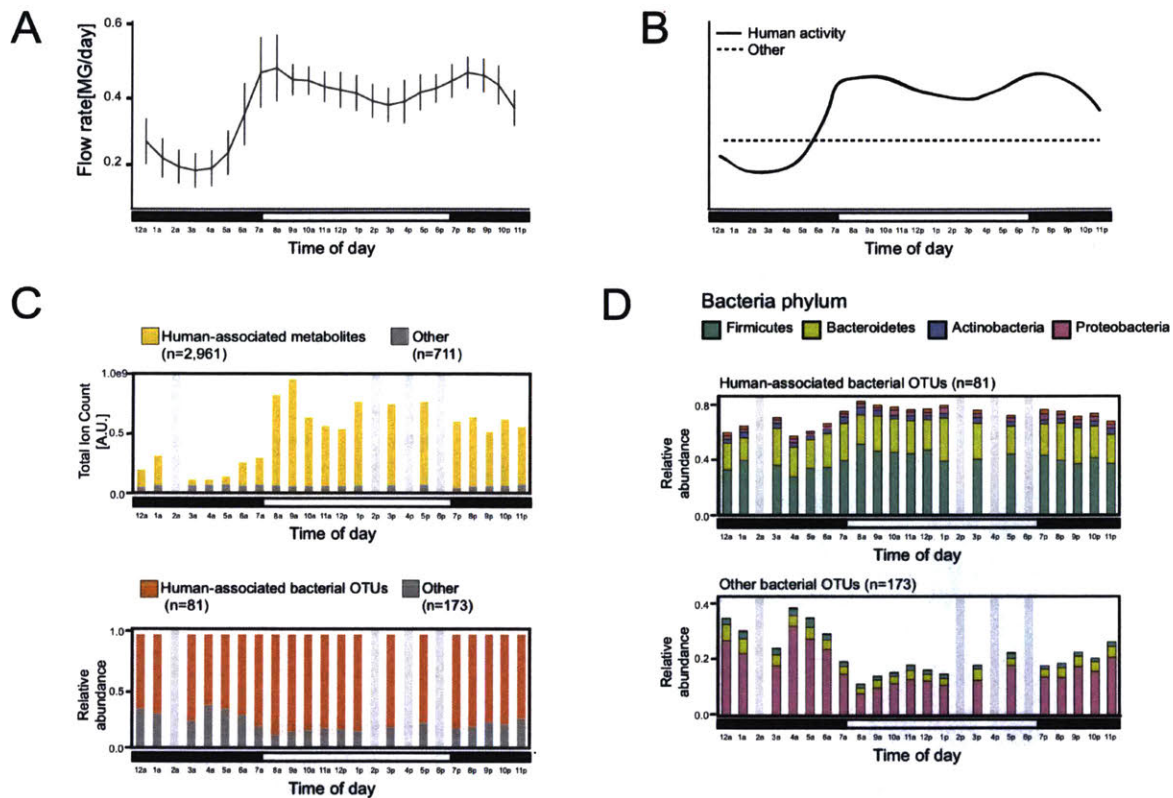 A
Flow rate[MG/day]
0.6
0.4
0.2
12a 1a 2a 3a 4a 5a 6a 7a 8a 9a 10a 11a 12p 1p 2p 3p 4p 5p 6p 7p 8p 9p 10p 11p
Time of day
B
Human activity
Other
12a 1a 2a 3a 4a 5a 6a 7a 8a 9a 10a 11a 12p 1p 2p 3p 4p 5p 6p 7p 8p 9p 10p 11p
Time of day
C
Human-associated metabolites
(n=2,961)
Other
(n=711)
Total Ion Count
[A.U.]
1.0e9
0.5
0.0
12a 1a 2a 3a 4a 5a 6a 7a 8a 9a 10a 11a 12p 1p 2p 3p 4p 5p 6p 7p 8p 9p 10p 11p
Time of day
Human-associated bacterial OTUs
(n=81)
Other
(n=173)
Relative
abundance
1.0
0.5
0.0
12a 1a 2a 3a 4a 5a 6a 7a 8a 9a 10a 11a 12p 1p 2p 3p 4p 5p 6p 7p 8p 9p 10p 11p
Time of day
D
Bacteria phylum
Firmicutes Bacteroidetes Actinobacteria Proteobacteria
Human-associated bacterial OTUs (n=81)
Relative
abundance
0.8
0.4
0.0
12a 1a 2a 3a 4a 5a 6a 7a 8a 9a 10a 11a 12p 1p 2p 3p 4p 5p 6p 7p 8p 9p 10p 11p
Time of day
Other bacterial OTUs (n=173)
Relative
abundance
0.4
0.2
0.0
12a 1a 2a 3a 4a 5a 6a 7a 8a 9a 10a 11a 12p 1p 2p 3p 4p 5p 6p 7p 8p 9p 10p 11p
Time of day